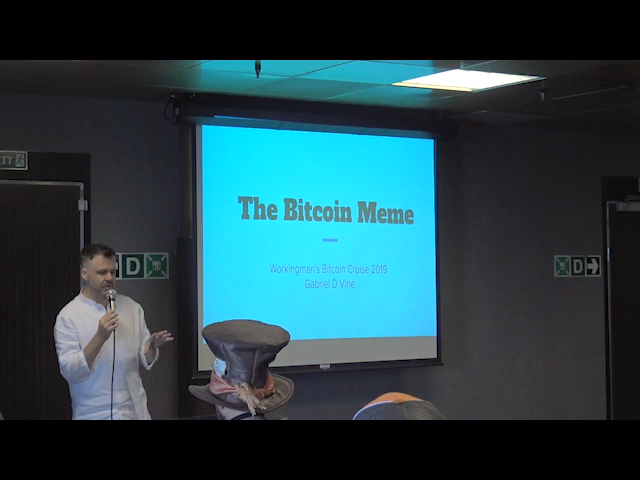 The Bitcoin Meme
Workingman's Bitcoin Cruise 2019
Gabriel D Vine
D
D